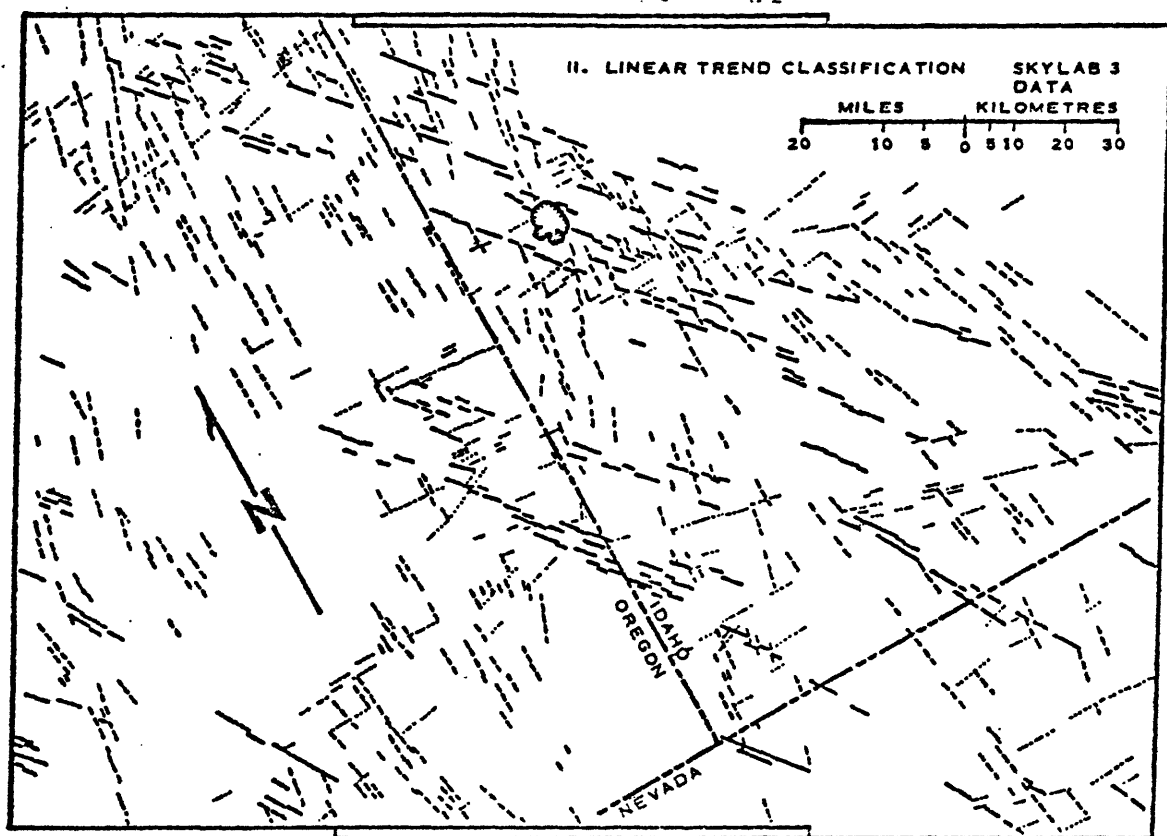 II. LINEAR TREND CLASSIFICATION SKYLAB 3
DATA
MILES KILOMETRES
20 10 5 0 5 10 20 30
N
IDAHO
OREGON
NEVADA